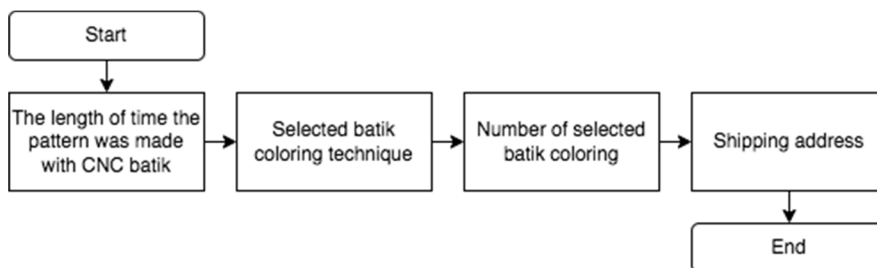 Start
The length of time the
pattern was made
with CNC batik
Selected batik
coloring technique
Number of selected
batik coloring
Shipping address
End